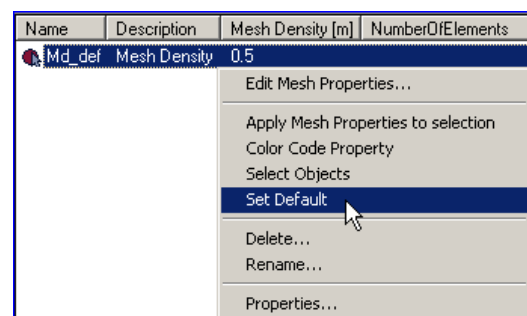 Name Description Mesh Density [m] NumberOfElements
Md_def Mesh Density 0.5
Edit Mesh Properties...
Apply Mesh Properties to selection
Color Code Property
Select Objects
Set Default
Delete...
Rename...
Properties...